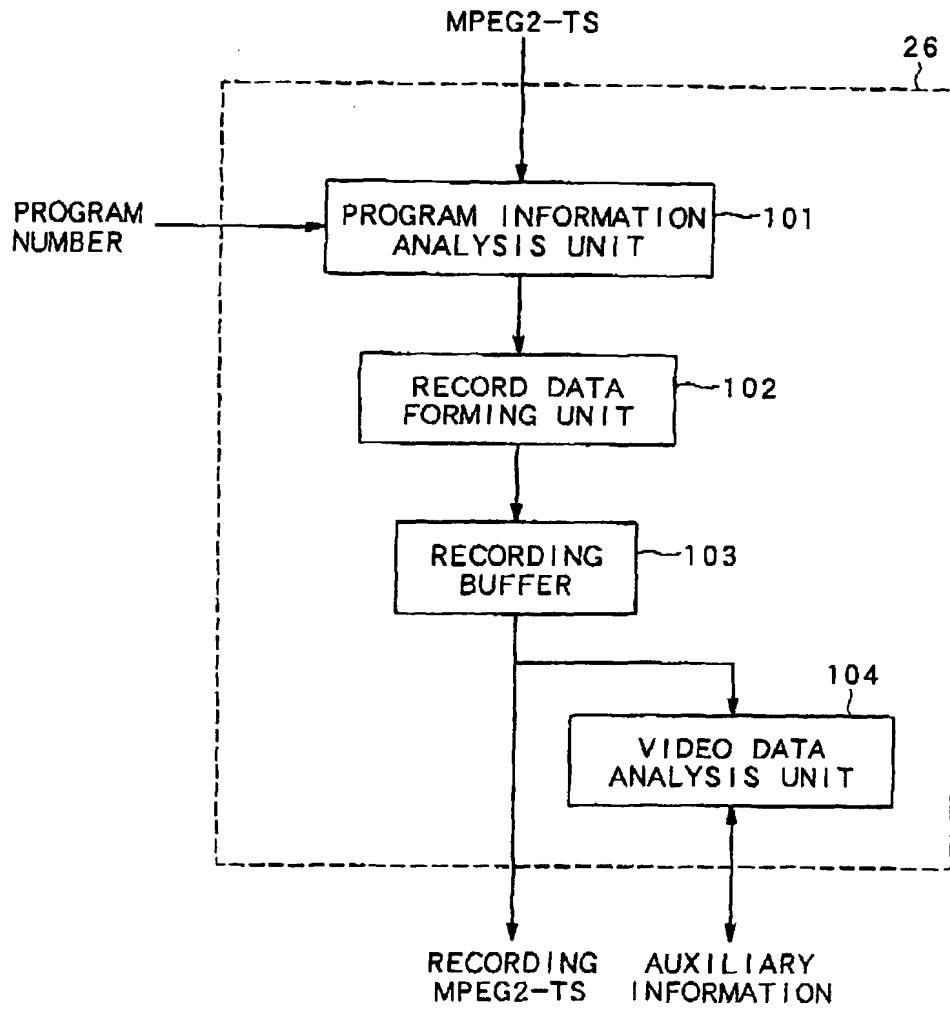 MPEG2-TS
26
PROGRAM
NUMBER
PROGRAM INFORMATION
ANALYSIS UNIT
101
RECORD DATA
FORMING UNIT
102
RECORDING
BUFFER
103
104
VIDEO DATA
ANALYSIS UNIT
RECORDING
MPEG2-TS
AUXILIARY
INFORMATION